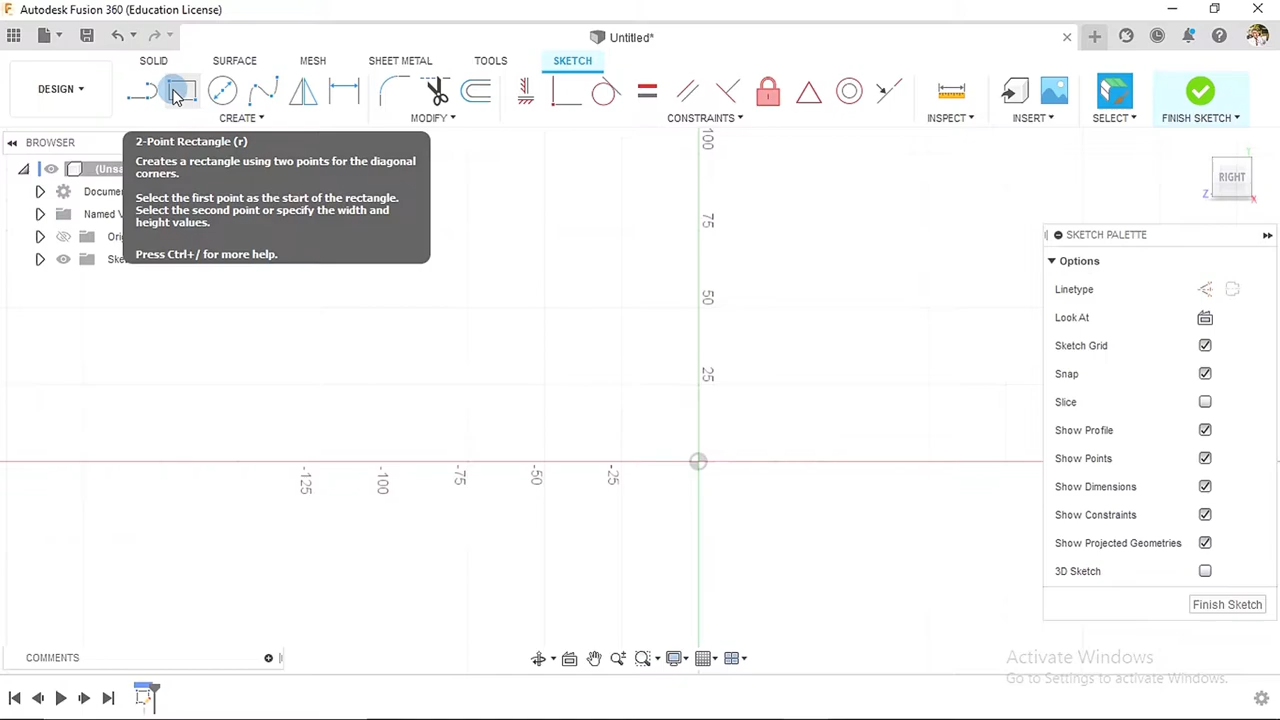 Autodesk Fusion 360 (Education License)
Untitled*
SOLID SURFACE MESH SHEET METAL SKETCH TOOLS
DESIGN
CREATE MODIFY CONSTRAINTS INSPECT INSERT SELECT FINISH SKETCH
BROWSER
(Unsa
Docume
Named V
Ori
Ske
2-Point Rectangle (r)
Creates a rectangle using two points for the diagonal
corners.
Select the first point as the start of the rectangle.
Select the second point or specify the width and
height values.
Press Ctrl+/ for more help.
100
75
50
25
-125 -100 -75 -50 -25
RIGHT
Y
Z
X
SKETCH PALETTE
Options
Linetype
Look At
Sketch Grid
Snap
Slice
Show Profile
Show Points
Show Dimensions
Show Constraints
Show Projected Geometries
3D Sketch
Finish Sketch
COMMENTS
Activate Windows
Go to Settings to activate Windows.